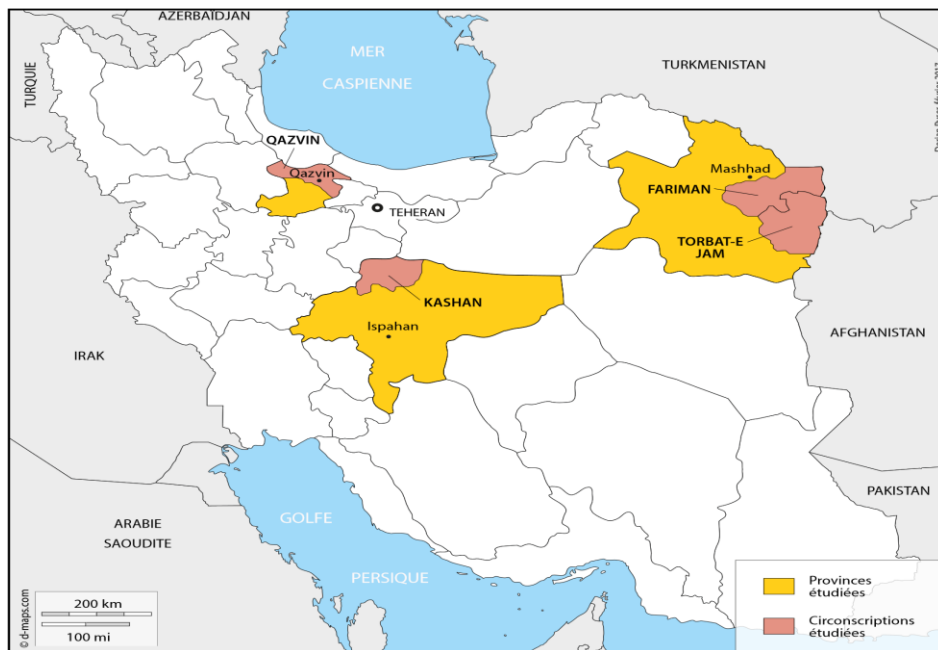 AZERBAÏDJAN
TURQUIE
MER
CASPIENNE
TURKMENISTAN
QAZVIN
Qazvin
TEHERAN
Mashhad
FARIMAN
TORBAT-E
JAM
KASHAN
Ispahan
IRAK
AFGHANISTAN
PAKISTAN
ARABIE
SAOUDITE
GOLFE
PERSIQUE
200 km
100 mi
© d-maps.com
Provinces
étudiées
Circonscriptions
étudiées